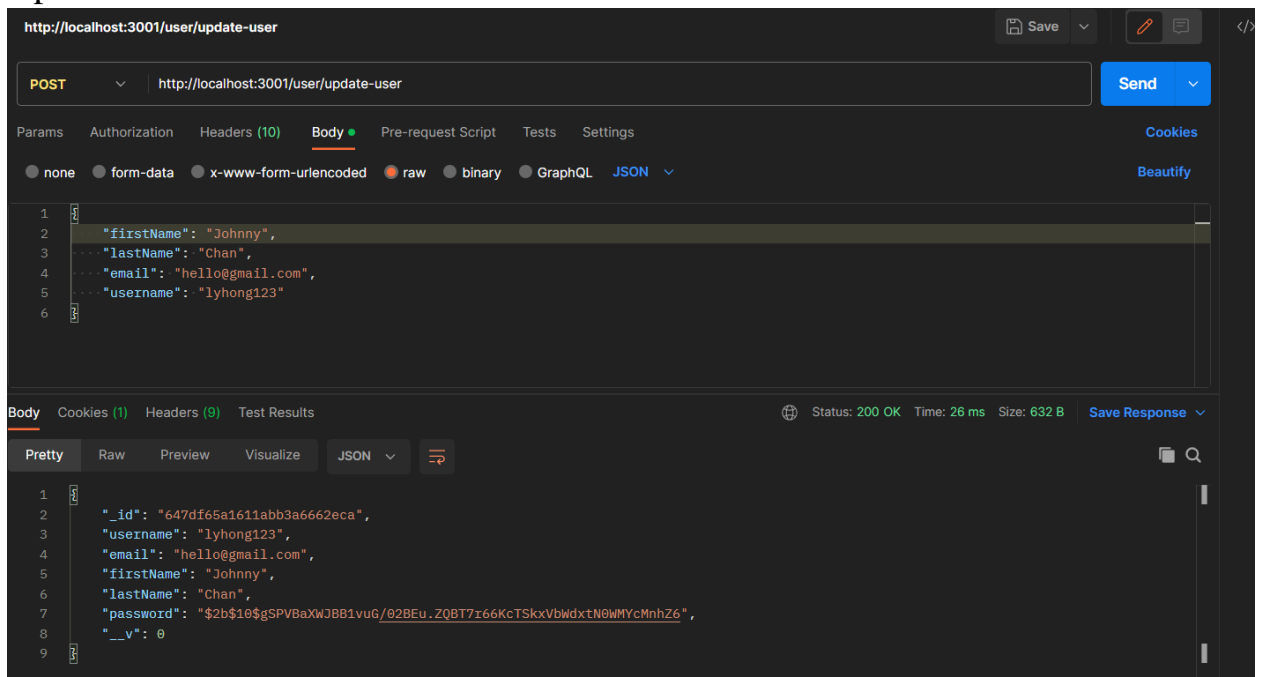 http://localhost:3001/user/update-user Save </>
POST http://localhost:3001/user/update-user Send
Params Authorization Headers (10) Body Pre-request Script Tests Settings Cookies
none form-data x-www-form-urlencoded raw binary GraphQL JSON Beautify
1 {
2 "firstName": "Johnny",
3 "lastName": "Chan",
4 "email": "hello@gmail.com",
5 "username": "lyhong123"
6 }
Body Cookies (1) Headers (9) Test Results Status: 200 OK Time: 26 ms Size: 632 B Save Response
Pretty Raw Preview Visualize JSON
1 {
2 "_id": "647df65a1611abb3a6662eca",
3 "username": "lyhong123",
4 "email": "hello@gmail.com",
5 "firstName": "Johnny",
6 "lastName": "Chan",
7 "password": "$2b$10$gSPVBaXWJBB1vuG/02BEu.ZQBT7r66KcTSkxVbWdxtN0WMYcMnhZ6",
8 "__v": 0
9 }